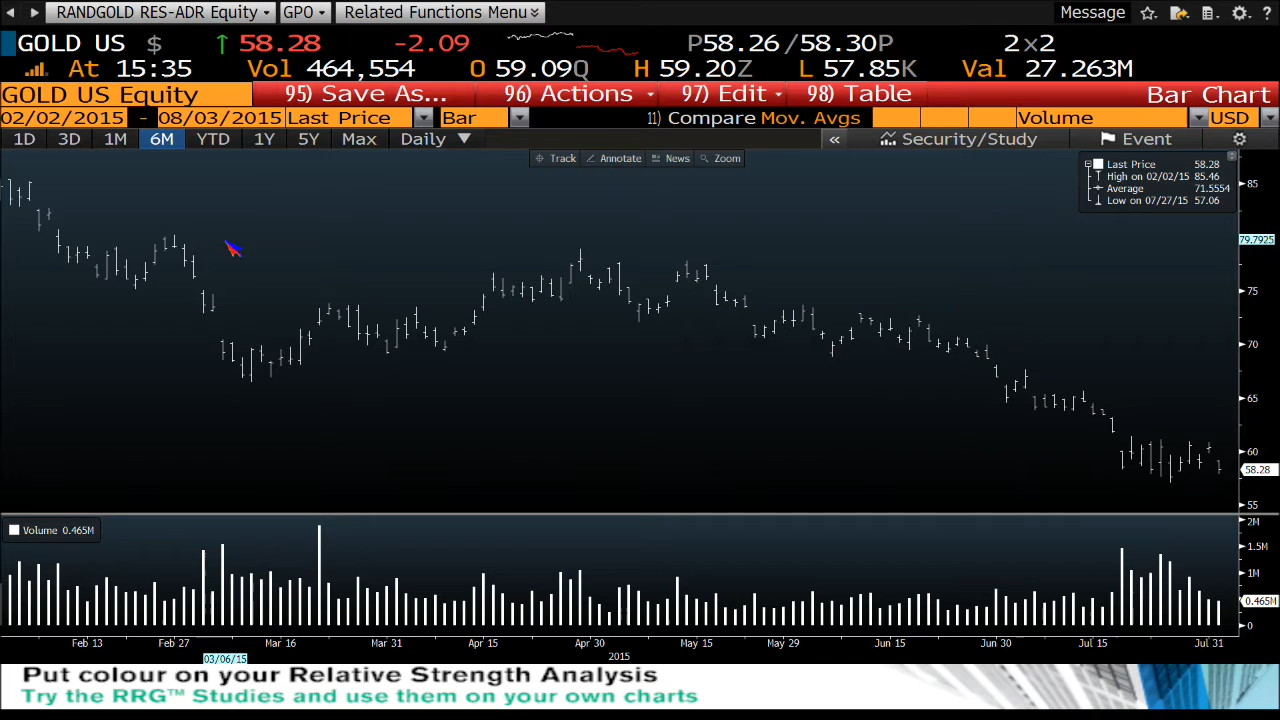 RANDGOLD RES-ADR Equity GPO Related Functions Menu Message ?
GOLD US $ 58.28 -2.09 P58.26 /58.30P 2 x 2
At 15:35 Vol 464,554 O 59.09Q H 59.20Z L 57.85K Val 27.263M
GOLD US Equity 95) Save As... 96) Actions 97) Edit 98) Table Bar Chart
02/02/2015 - 08/03/2015 Last Price Bar 11) Compare Mov. Avgs Volume USD
1D 3D 1M 6M YTD 1Y 5Y Max Daily « Security/Study Event
Track Annotate News Zoom
Last Price 58.28
High on 02/02/15 85.46
Average 71.5554
Low on 07/27/15 57.06
85
79.7925
75
70
65
60
58.28
55
Volume 0.465M
2M
1.5M
1M
0.465M
0
Feb 13 Feb 27 Mar 16 Mar 31 Apr 15 Apr 30 May 15 May 29 Jun 15 Jun 30 Jul 15 Jul 31
03/06/15 2015
Put colour on your Relative Strength Analysis
Try the RRG™ Studies and use them on your own charts